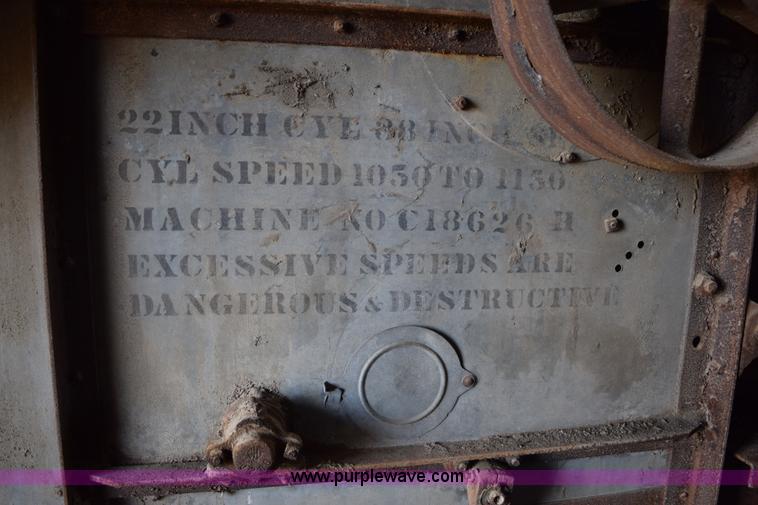 22 INCH CYL 38 INCH
CYL SPEED 1050 TO 1150
MACHINE NO C18626 H
EXCESSIVE SPEEDS ARE
DANGEROUS & DESTRUCTIVE
www.purplewave.com